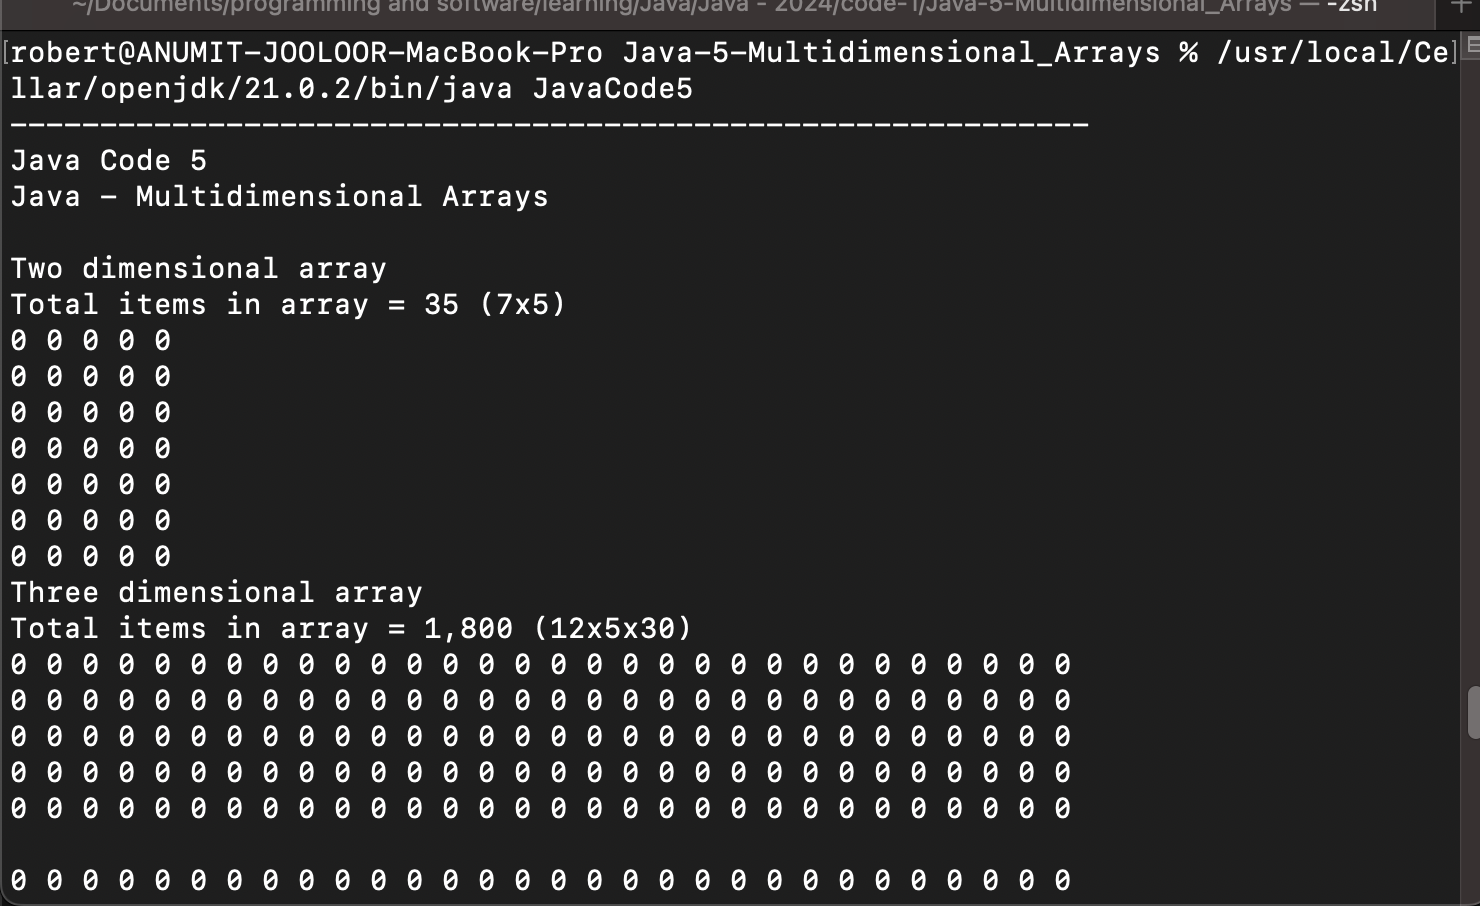 ~/Documents/programming and software/learning/Java/Java - 2024/code-1/Java-5-Multidimensional_Arrays — -zsh
[robert@ANUMIT-JOOLOOR-MacBook-Pro Java-5-Multidimensional_Arrays % /usr/local/Ce]
llar/openjdk/21.0.2/bin/java JavaCode5
------------------------------------------------------------
Java Code 5
Java - Multidimensional Arrays
Two dimensional array
Total items in array = 35 (7x5)
0 0 0 0 0
0 0 0 0 0
0 0 0 0 0
0 0 0 0 0
0 0 0 0 0
0 0 0 0 0
0 0 0 0 0
Three dimensional array
Total items in array = 1,800 (12x5x30)
0 0 0 0 0 0 0 0 0 0 0 0 0 0 0 0 0 0 0 0 0 0 0 0 0 0 0 0 0 0
0 0 0 0 0 0 0 0 0 0 0 0 0 0 0 0 0 0 0 0 0 0 0 0 0 0 0 0 0 0
0 0 0 0 0 0 0 0 0 0 0 0 0 0 0 0 0 0 0 0 0 0 0 0 0 0 0 0 0 0
0 0 0 0 0 0 0 0 0 0 0 0 0 0 0 0 0 0 0 0 0 0 0 0 0 0 0 0 0 0
0 0 0 0 0 0 0 0 0 0 0 0 0 0 0 0 0 0 0 0 0 0 0 0 0 0 0 0 0 0
0 0 0 0 0 0 0 0 0 0 0 0 0 0 0 0 0 0 0 0 0 0 0 0 0 0 0 0 0 0